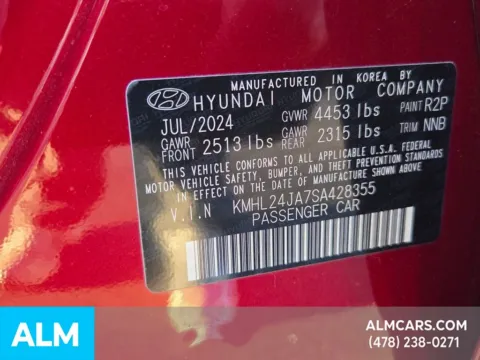 MANUFACTURED IN KOREA BY
HYUNDAI MOTOR COMPANY
JUL/2024 GVWR 4453 lbs PAINT R2P
GAWR FRONT 2513 lbs GAWR REAR 2315 lbs TRIM NNB
THIS VEHICLE CONFORMS TO ALL APPLICABLE U.S.A. FEDERAL
MOTOR VEHICLE SAFETY, BUMPER, AND THEFT PREVENTION STANDARDS
IN EFFECT ON THE DATE OF MANUFACTURE SHOWN ABOVE.
V.I.N KMHL24JA7SA428355
PASSENGER CAR
ALM
ALMCARS.COM
(478) 238-0271